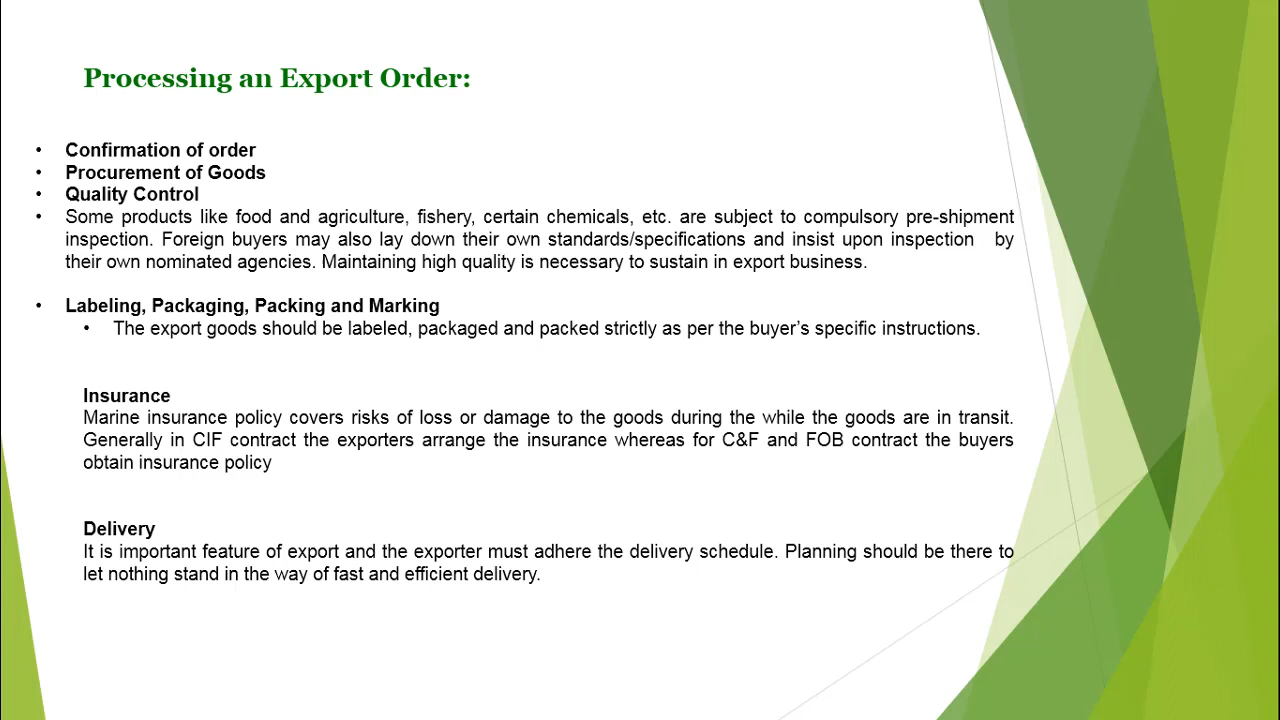 Processing an Export Order:
• Confirmation of order
• Procurement of Goods
• Quality Control
• Some products like food and agriculture, fishery, certain chemicals, etc. are subject to compulsory pre-shipment
inspection. Foreign buyers may also lay down their own standards/specifications and insist upon inspection by
their own nominated agencies. Maintaining high quality is necessary to sustain in export business.
• Labeling, Packaging, Packing and Marking
• The export goods should be labeled, packaged and packed strictly as per the buyer’s specific instructions.
Insurance
Marine insurance policy covers risks of loss or damage to the goods during the while the goods are in transit.
Generally in CIF contract the exporters arrange the insurance whereas for C&F and FOB contract the buyers
obtain insurance policy
Delivery
It is important feature of export and the exporter must adhere the delivery schedule. Planning should be there to
let nothing stand in the way of fast and efficient delivery.